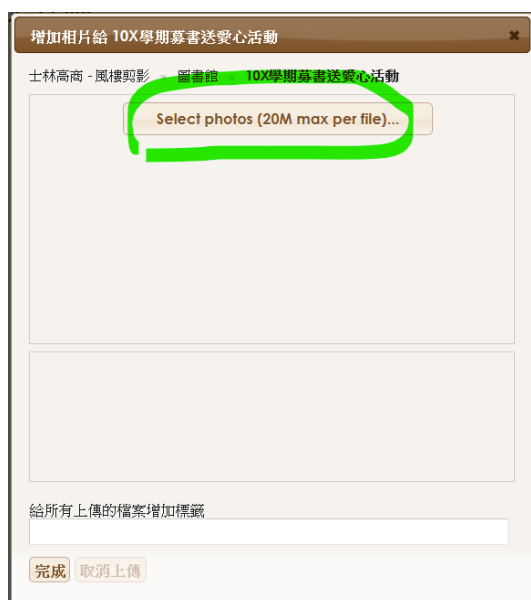 增加相片給 10X學期募書送愛心活動
士林高商 - 風樓剪影 圖書館 10X學期募書送愛心活動
Select photos (20M max per file)...
給所有上傳的檔案增加標籤
完成 取消上傳